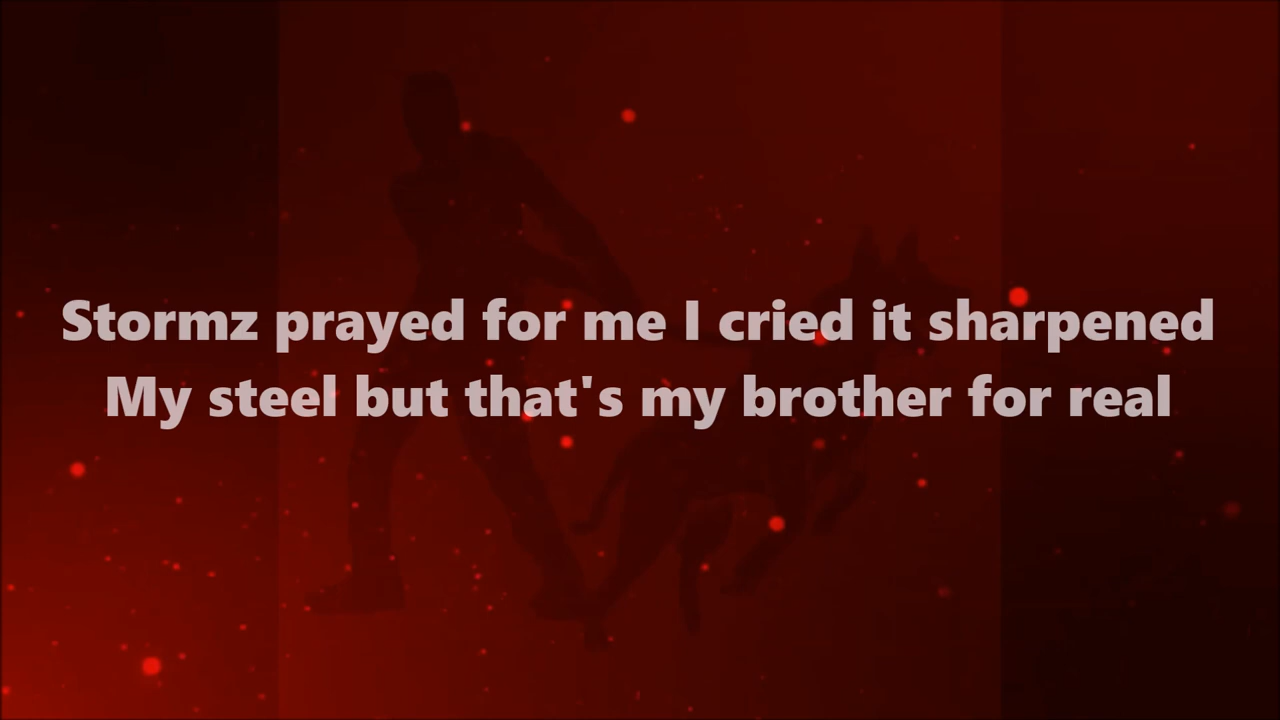 Stormz prayed for me I cried it sharpened
My steel but that's my brother for real